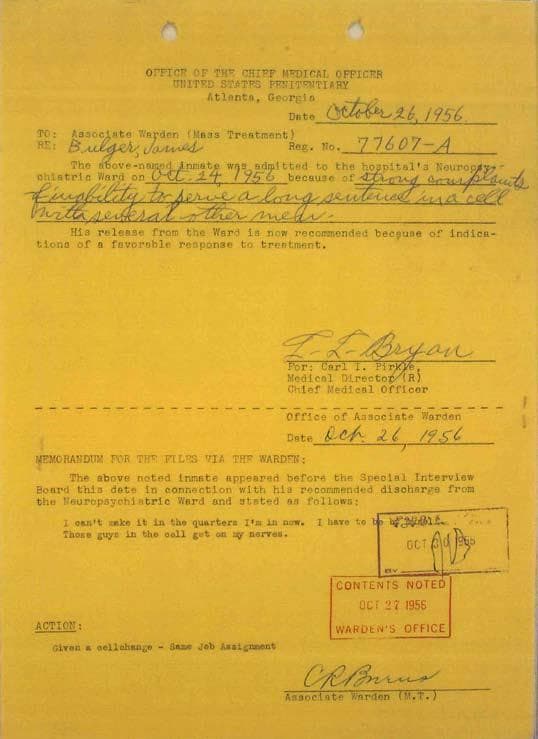 OFFICE OF THE CHIEF MEDICAL OFFICER
UNITED STATES PENITENTIARY
Atlanta, Georgia
Date October 26, 1956
TO: Associate Warden (Mass Treatment)
RE: Bulger, James Reg. No. 77607-A
The above-named inmate was admitted to the hospital's Neuropsy-
chiatric Ward on Oct. 24, 1956 because of strong complaints
of inability to serve a long sentence in a cell
with several other men.
His release from the Ward is now recommended because of indica-
tions of a favorable response to treatment.
Bryan
For: Carl I. Pirkle,
Medical Director (R)
Chief Medical Officer
Office of Associate Warden
Date Oct. 26, 1956
MEMORANDUM FOR THE FILES VIA THE WARDEN:
The above noted inmate appeared before the Special Interview
Board this date in connection with his recommended discharge from
the Neuropsychiatric Ward and stated as follows:
I can't make it in the quarters I'm in now. I have to be by
Those guys in the cell get on my nerves.
OCT 30
BY
CONTENTS NOTED
OCT 27 1956
WARDEN'S OFFICE
ACTION:
Given a cellchange - Same Job Assignment
Associate Warden (M.T.)